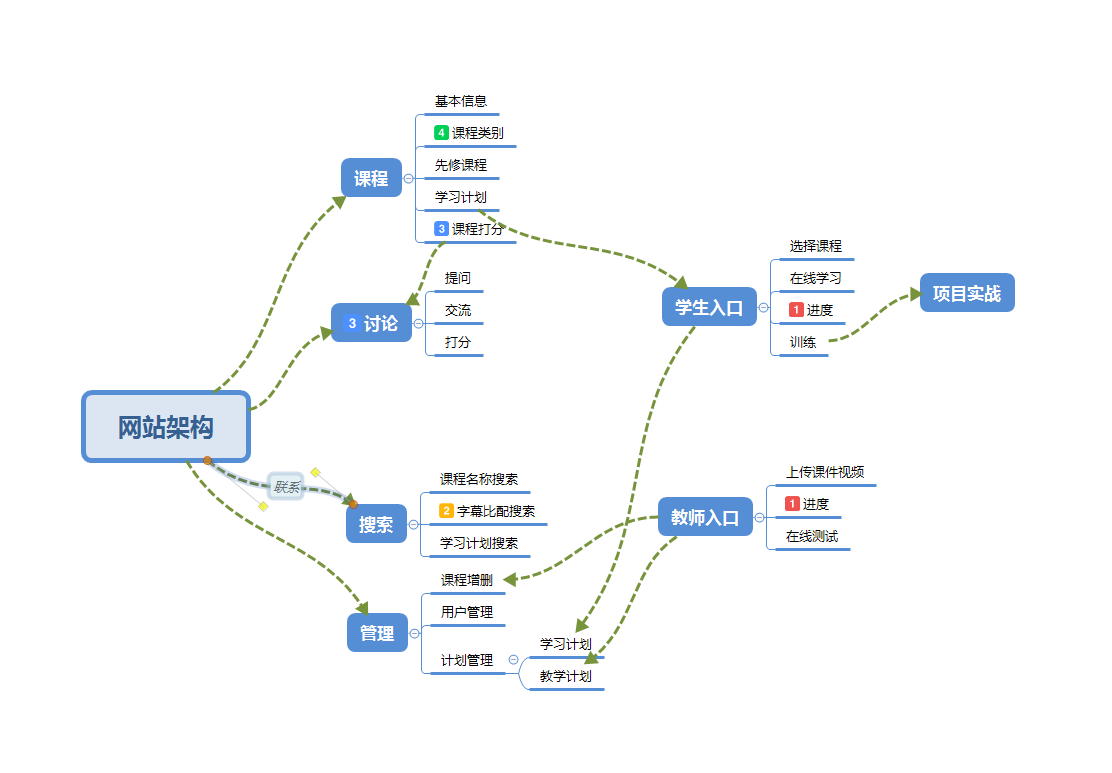 网站架构
课程
基本信息
4 课程类别
先修课程
学习计划
3 课程打分
3 讨论
提问
交流
打分
联系
搜索
课程名称搜索
2 字幕比配搜索
学习计划搜索
管理
课程增删
用户管理
计划管理
学习计划
教学计划
学生入口
选择课程
在线学习
1 进度
训练
项目实战
教师入口
上传课件视频
1 进度
在线测试